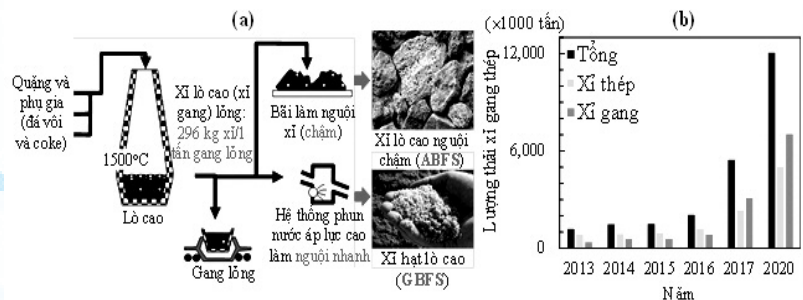 (a)
Quặng và
phụ gia
(đá vôi
và coke)
1500°C
Lò cao
Xỉ lò cao (xỉ
gang) lỏng:
296 kg xỉ/1
tấn gang lỏng
Gang lỏng
Bãi làm nguội
xỉ (chậm)
Hệ thống phun
nước áp lực cao
làm nguội nhanh
Xỉ lò cao nguội
chậm (ABFS)
Xỉ hạt lò cao
(GBFS)
(b)
(×1000 tấn)
Lượng thải xỉ gang thép
12,000
6,000
0
Tổng
Xỉ thép
Xỉ gang
2013 2014 2015 2016 2017 2020
Năm